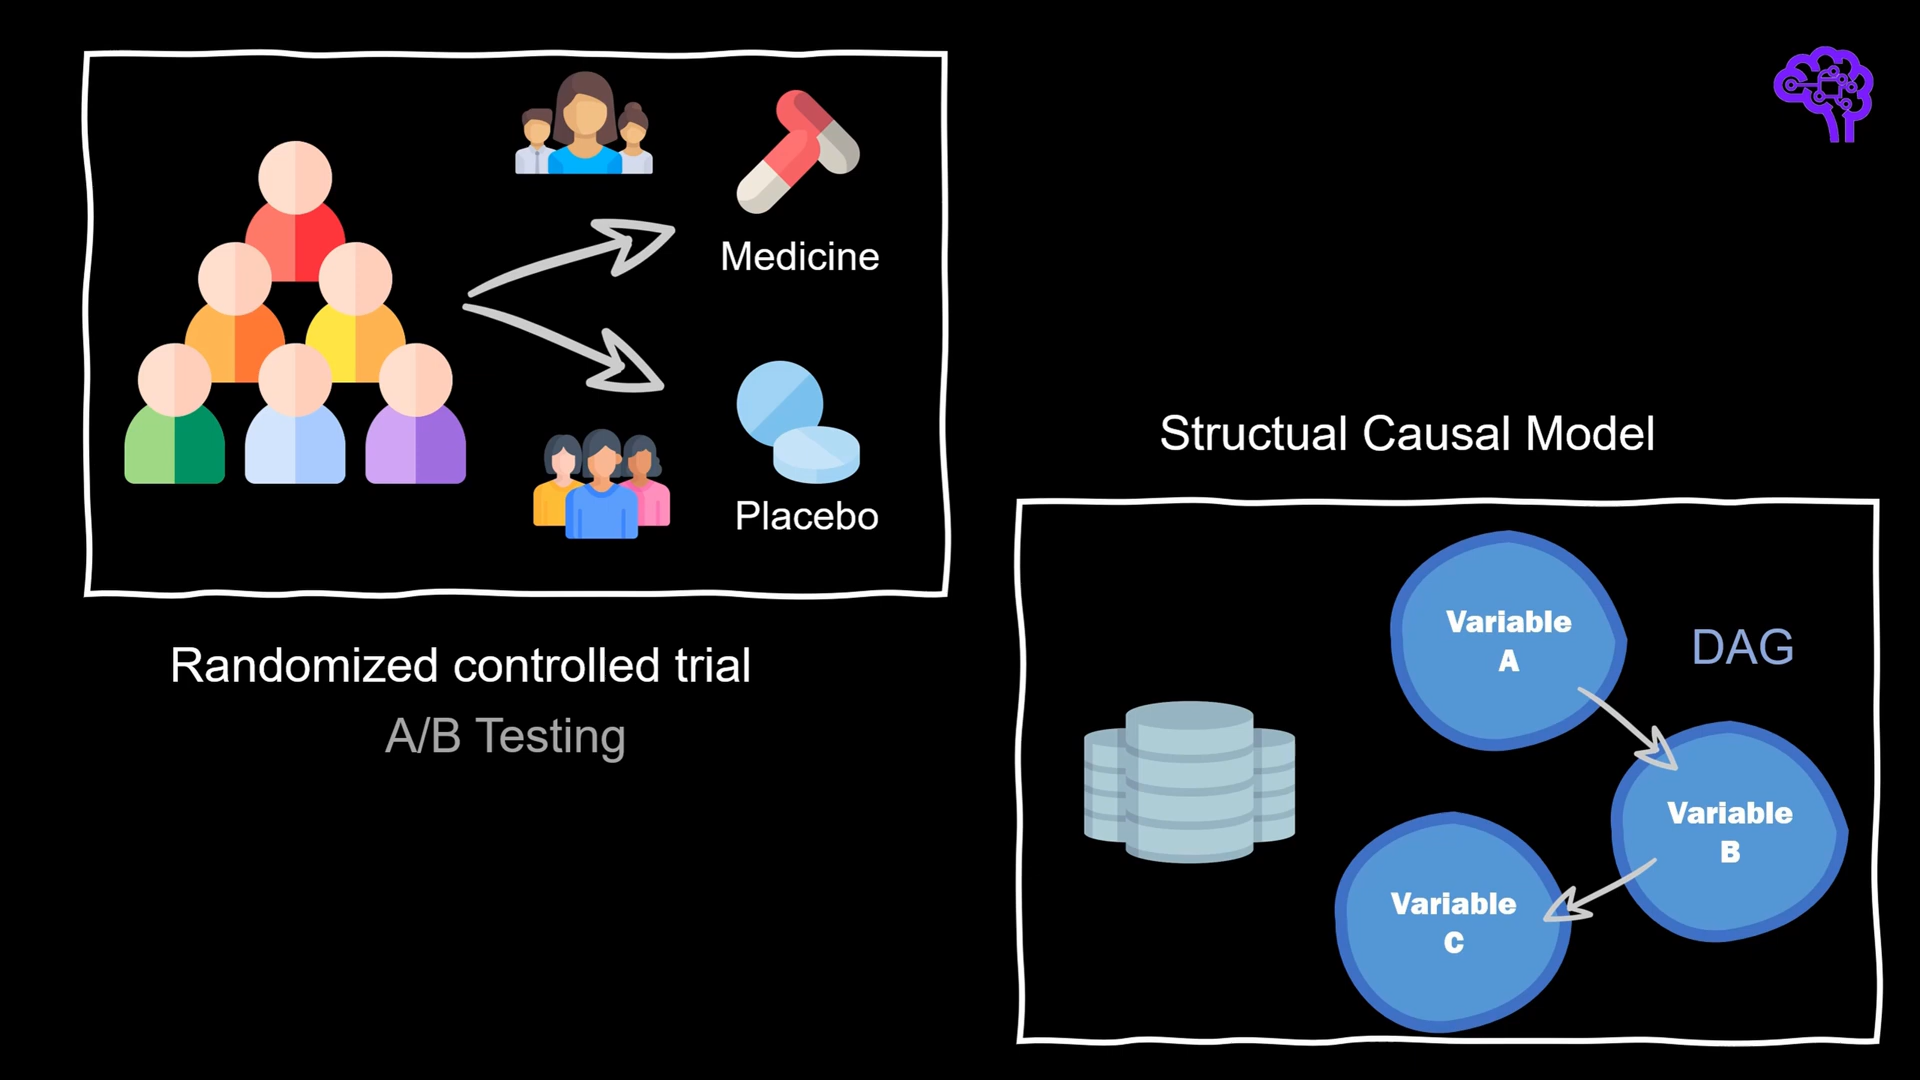 Medicine
Placebo
Randomized controlled trial
A/B Testing
Structual Causal Model
Variable
A
DAG
Variable
B
Variable
C